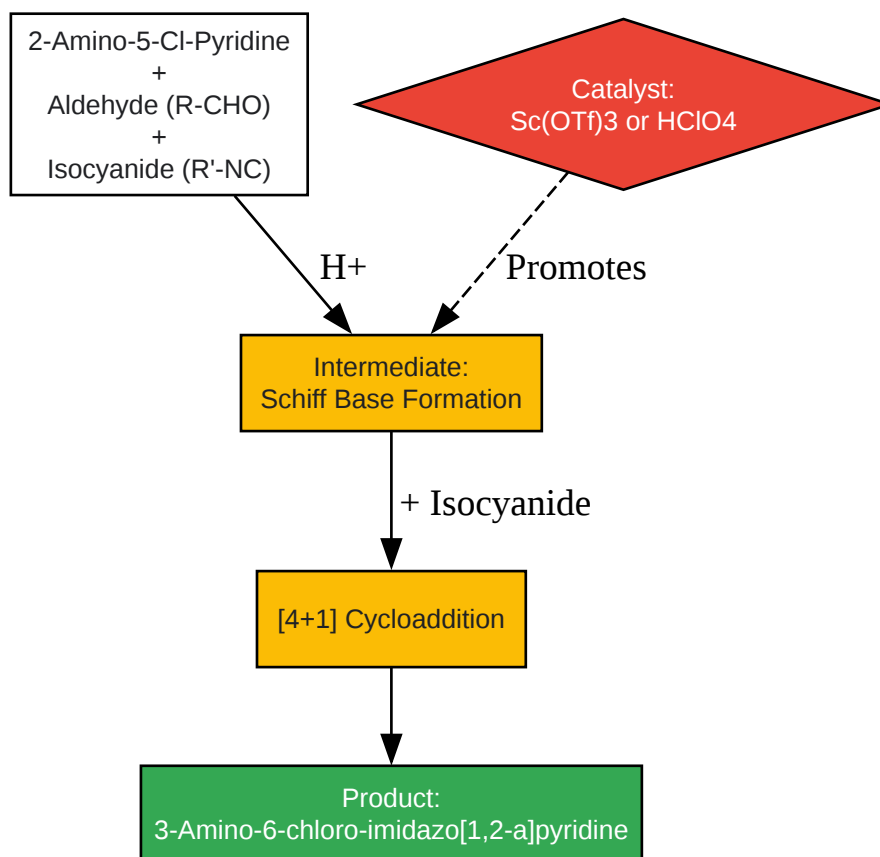 2-Amino-5-Cl-Pyridine
+
Aldehyde (R-CHO)
+
Isocyanide (R'-NC)
Catalyst:
Sc(OTf)3 or HClO4
H+
Promotes
Intermediate:
Schiff Base Formation
+ Isocyanide
[4+1] Cycloaddition
Product:
3-Amino-6-chloro-imidazo[1,2-a]pyridine